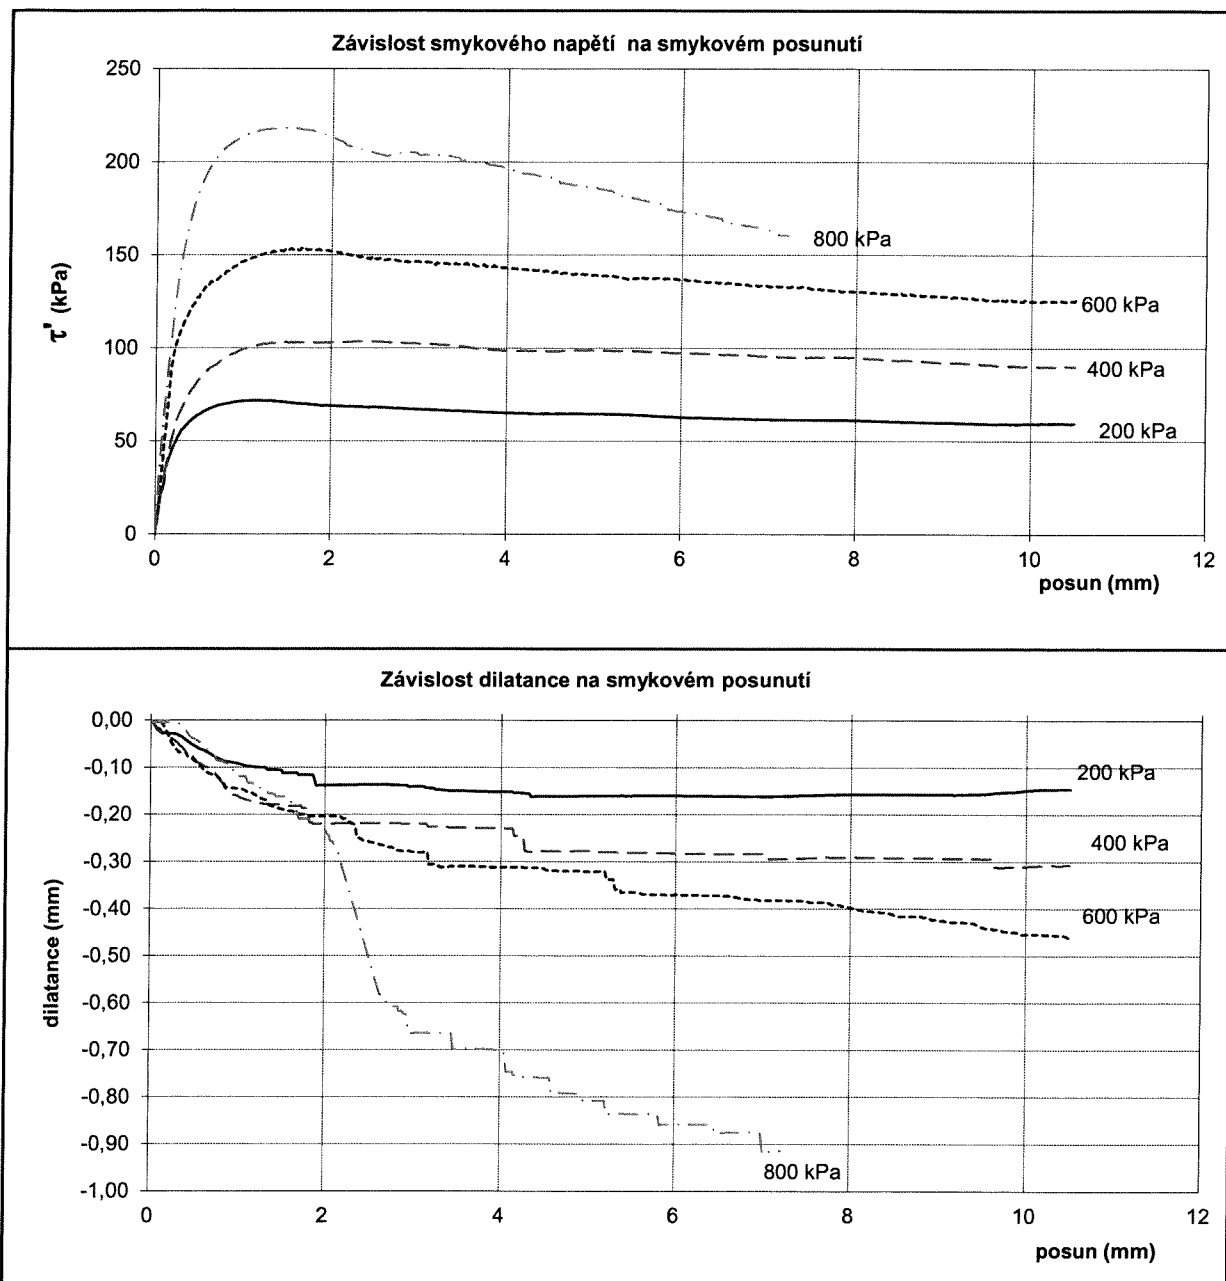 Závislost smykového napětí na smykovém posunutí
250
200
150
100
50
0
τ' (kPa)
800 kPa
600 kPa
400 kPa
200 kPa
0 2 4 6 8 10 12
posun (mm)
Závislost dilatance na smykovém posunutí
0,00
-0,10
-0,20
-0,30
-0,40
-0,50
-0,60
-0,70
-0,80
-0,90
-1,00
dilatance (mm)
200 kPa
400 kPa
600 kPa
800 kPa
0 2 4 6 8 10 12
posun (mm)